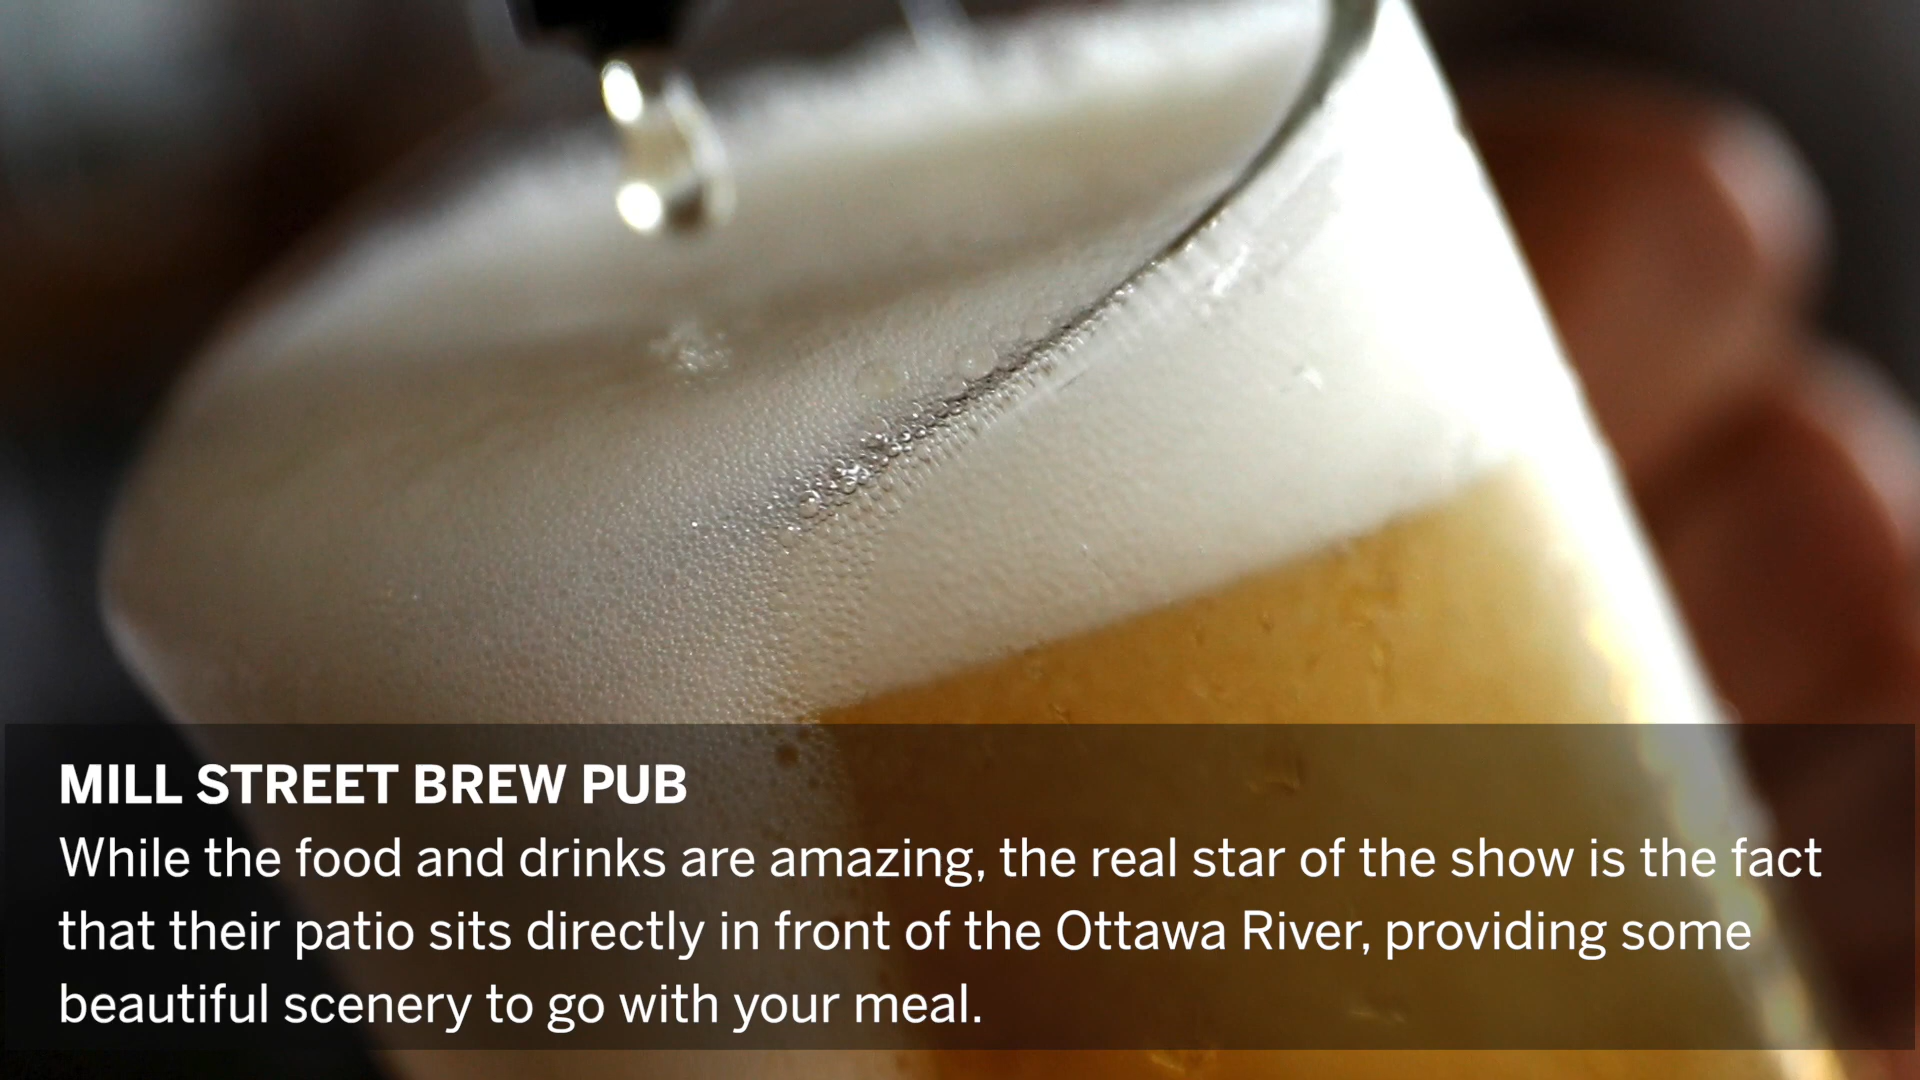 MILL STREET BREW PUB
While the food and drinks are amazing, the real star of the show is the fact
that their patio sits directly in front of the Ottawa River, providing some
beautiful scenery to go with your meal.